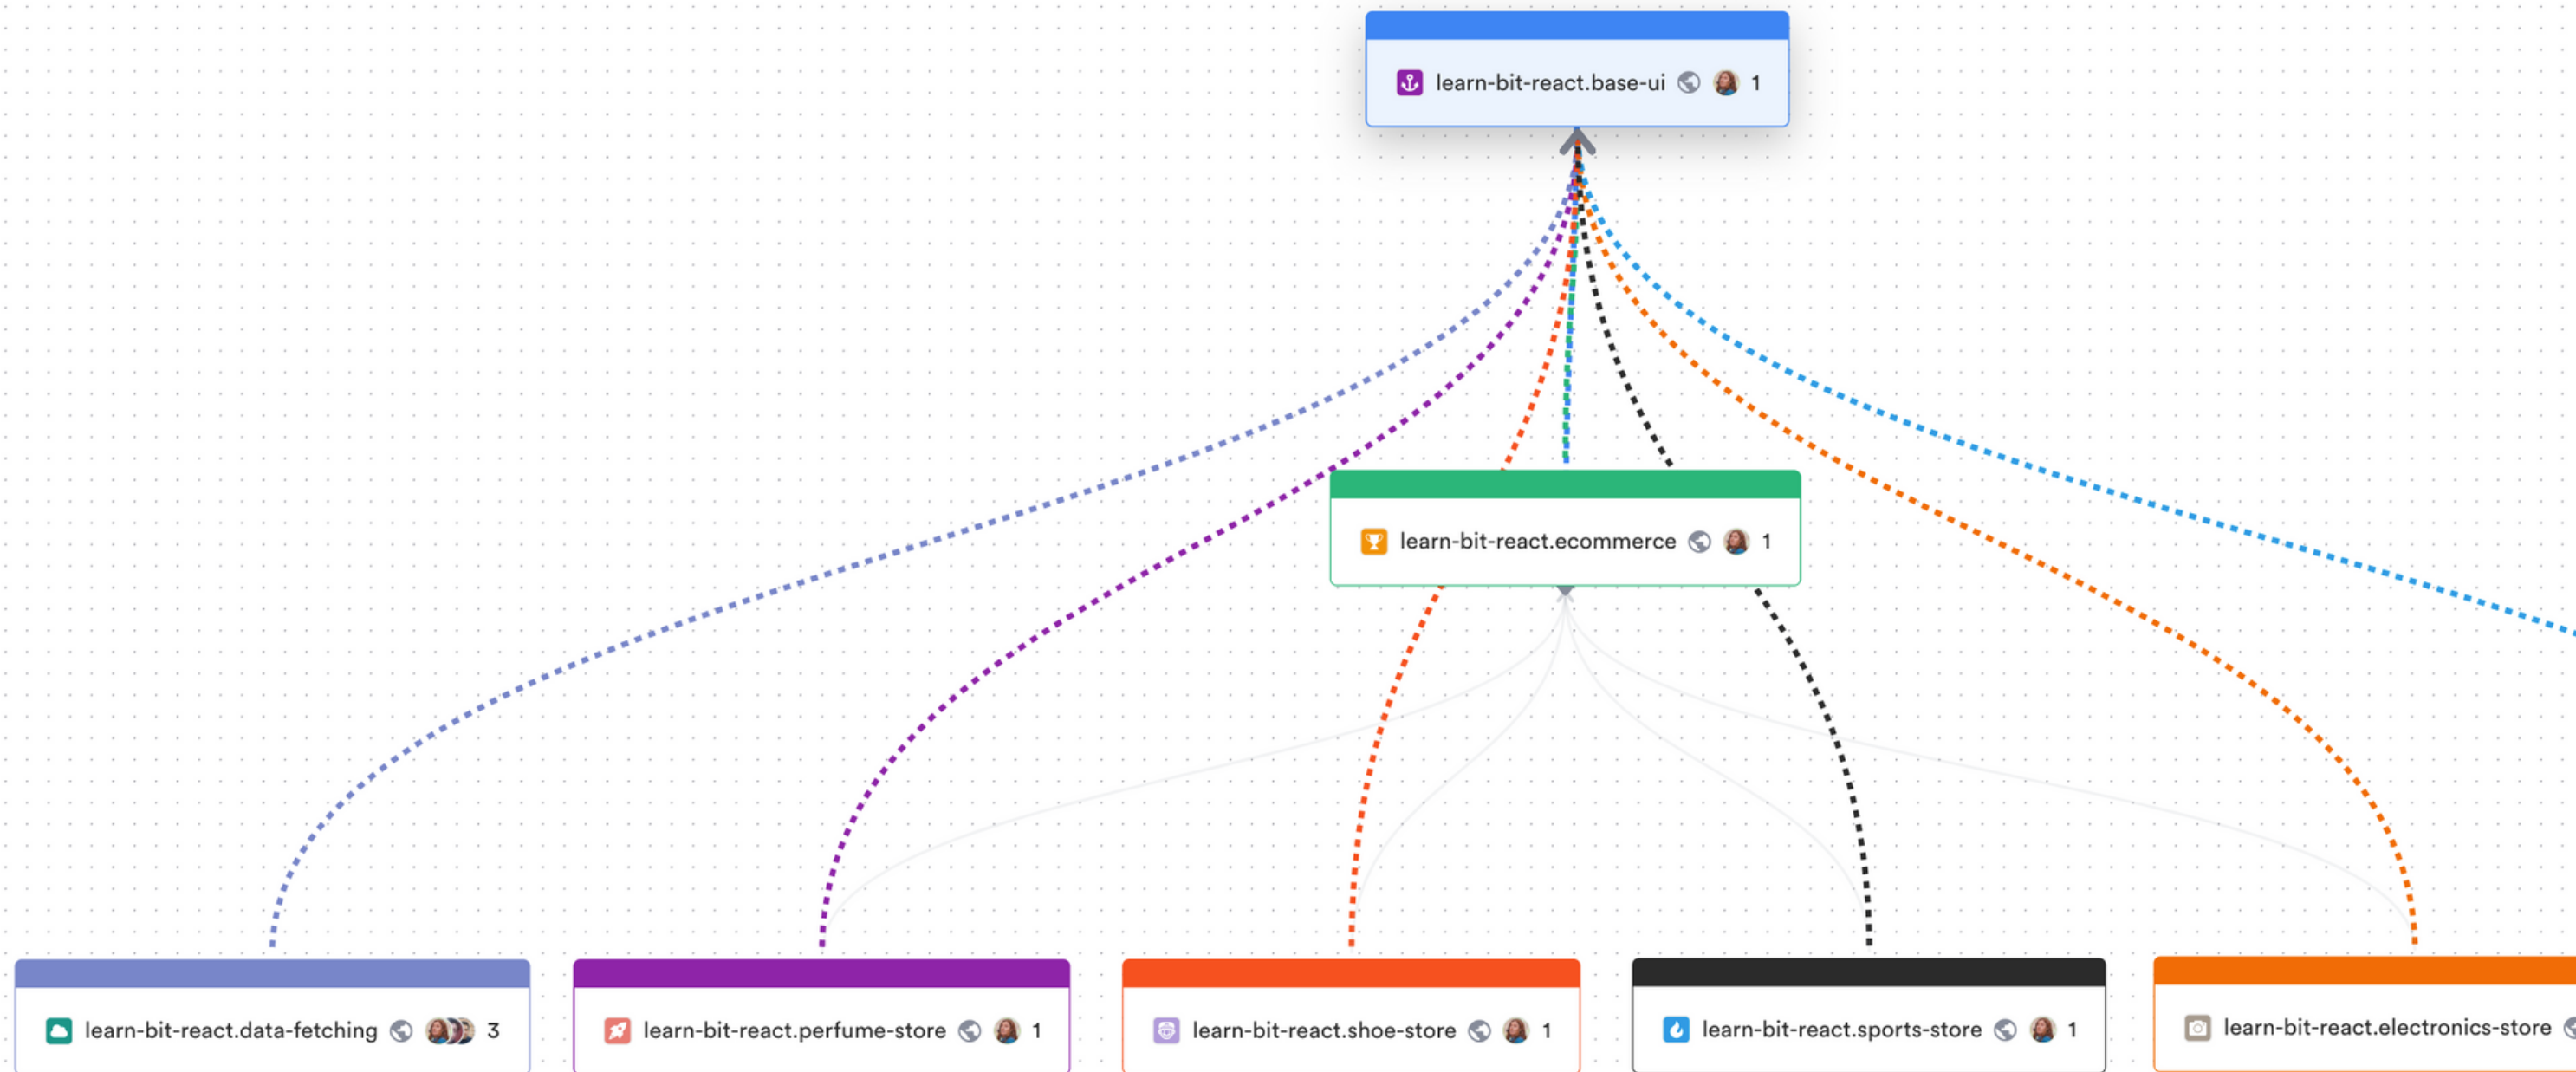 learn-bit-react.base-ui 1
learn-bit-react.ecommerce 1
learn-bit-react.data-fetching 3
learn-bit-react.perfume-store 1
learn-bit-react.shoe-store 1
learn-bit-react.sports-store 1
learn-bit-react.electronics-store